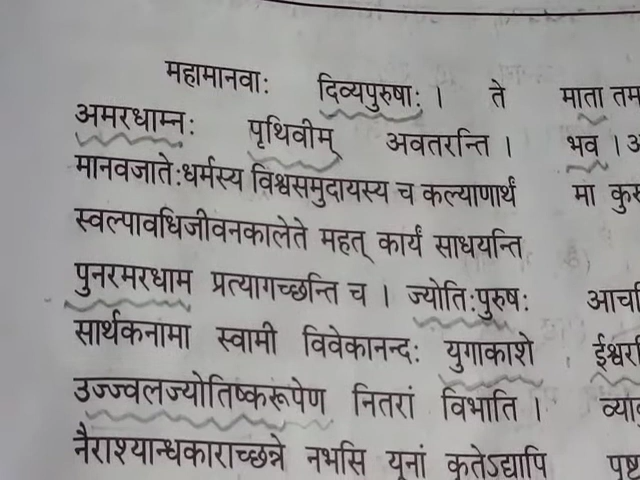 महामानवाः दिव्यपुरुषाः । ते
अमरधाम्नः पृथिवीम् अवतरन्ति ।
मानवजातेःधर्मस्य विश्वसमुदायस्य च कल्याणार्थं
स्वल्पावधिजीवनकालेते महत् कार्यं साधयन्ति
पुनरमरधाम प्रत्यागच्छन्ति च । ज्योतिःपुरुषः
सार्थकनामा स्वामी विवेकानन्दः युगाकाशे
उज्ज्वलज्योतिष्करूपेण नितरां विभाति ।
नैराश्यान्धकाराच्छन्ने नभसि यूनां कृतेऽद्यापि
माता
भव ।
मा